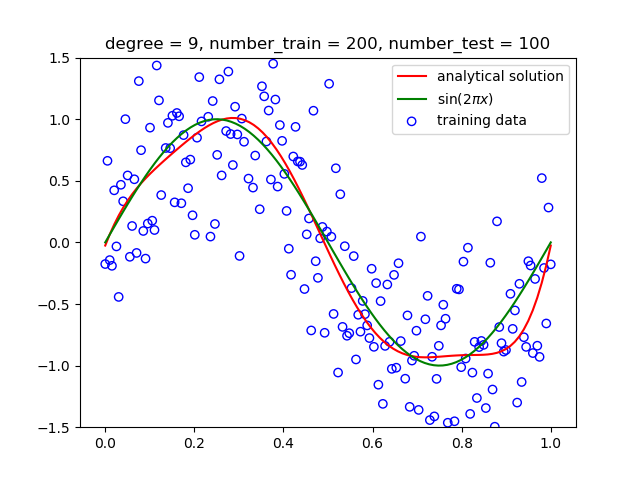 degree = 9, number_train = 200, number_test = 100
analytical solution
sin(2πx)
training data
1.5
1.0
0.5
0.0
−0.5
−1.0
−1.5
0.0 0.2 0.4 0.6 0.8 1.0